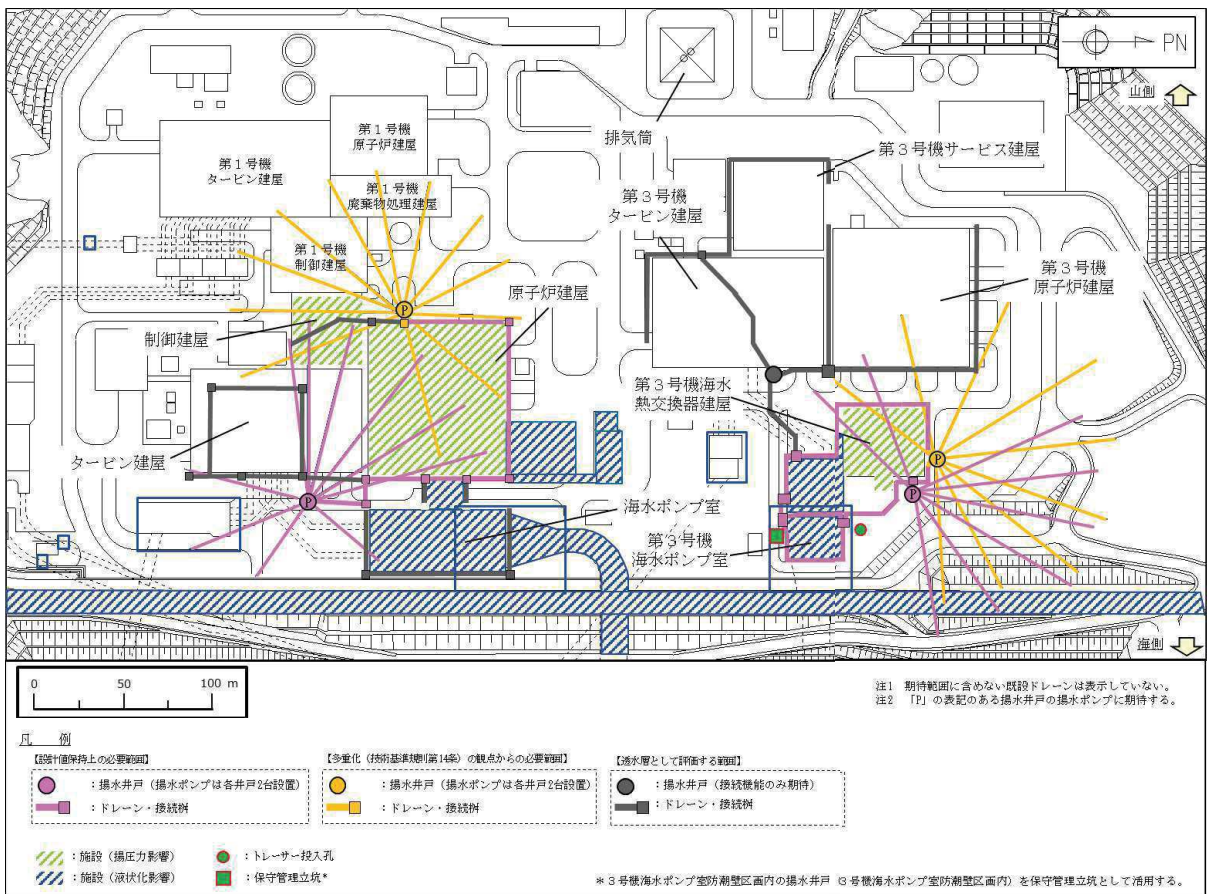 PN
山側
排気筒
第１号機
原子炉建屋
第１号機
タービン建屋
第１号機
廃棄物処理建屋
第１号機
制御建屋
第３号機サービス建屋
第３号機
タービン建屋
第３号機
原子炉建屋
原子炉建屋
制御建屋
P
第３号機海水
熱交換器建屋
タービン建屋
P
P
P
海水ポンプ室
第３号機
海水ポンプ室
海側
0 50 100 m
注1 期待範囲に含めない既設ドレーンは表示していない。
注2 「P」の表記のある揚水井戸の揚水ポンプに期待する。
凡 例
【設計値保持上の必要範囲】
：揚水井戸（揚水ポンプは各井戸2台設置）
：ドレーン・接続桝
【多重化（技術基準規則第14条）の観点からの必要範囲】
：揚水井戸（揚水ポンプは各井戸2台設置）
：ドレーン・接続桝
【透水層として評価する範囲】
：揚水井戸（接続機能のみ期待）
：ドレーン・接続桝
：施設（揚圧力影響）
：トレーサー投入孔
：施設（液状化影響）
：保守管理立坑*
＊３号機海水ポンプ室防潮壁区画内の揚水井戸（3号機海水ポンプ室防潮壁区画内）を保守管理立坑として活用する。